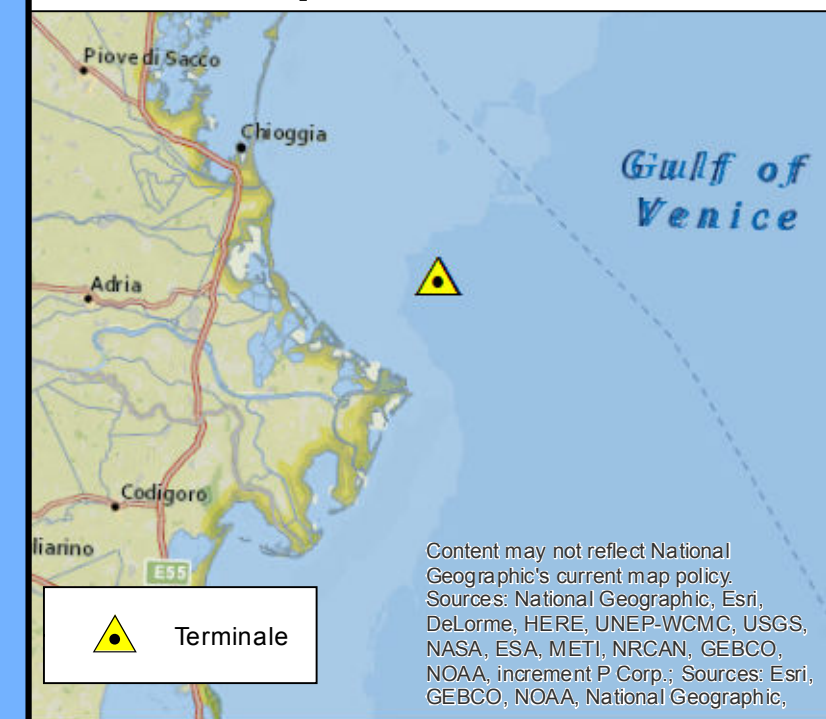 Piove di Sacco
Chioggia
Gulf of
Venice
Adria
Codigoro
liarino
E55
Terminale
Content may not reflect National
Geographic's current map policy.
Sources: National Geographic, Esri,
DeLorme, HERE, UNEP-WCMC, USGS,
NASA, ESA, METI, NRCAN, GEBCO,
NOAA, increment P Corp.; Sources: Esri,
GEBCO, NOAA, National Geographic,